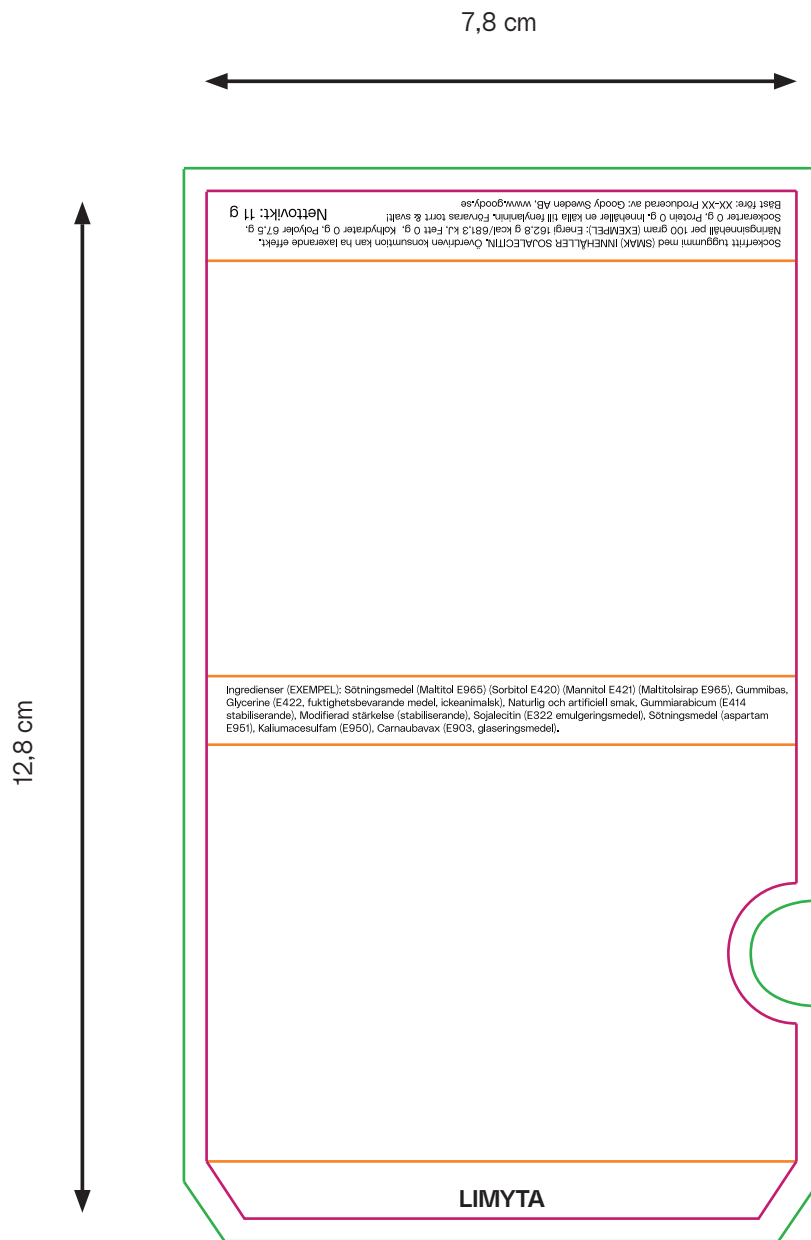 7,8 cm
Sockerfritt tuggummi med (SMAK) INNEHÅLLER SOJALECITIN. Överdriven konsumtion kan ha laxerande effekt.
Näringsinnehåll per 100 gram (EXEMPEL): Energi 162.8 g kcal/681.3 kJ, Fett 0 g, Kolhydrater 0 g, Polyoler 67,5 g,
Sockerarter 0 g, Protein 0 g. Innehåller en källa till fenylaninin. Förvaras torrt & svalt!
Bäst före: XX-XX Producerad av: Goody Sweden AB, www.goody.se
Nettovikt: 11 g
12,8 cm
Ingredienser (EXEMPEL): Sötningsmedel (Maltitol E965) (Sorbitol E420) (Mannitol E421) (Maltitolsirap E965), Gummibas,
Glycerine (E422, fuktighetsbevarande medel, ickeanimalsk), Naturlig och artificiell smak, Gummiarabicum (E414
stabiliserande), Modifierad stärkelse (stabiliserande), Sojalecitin (E322 emulgeringsmedel), Sötningsmedel (aspartam
E951), Kaliumacesulfam (E950), Carnaubavax (E903, glaseringsmedel).
LIMYTA